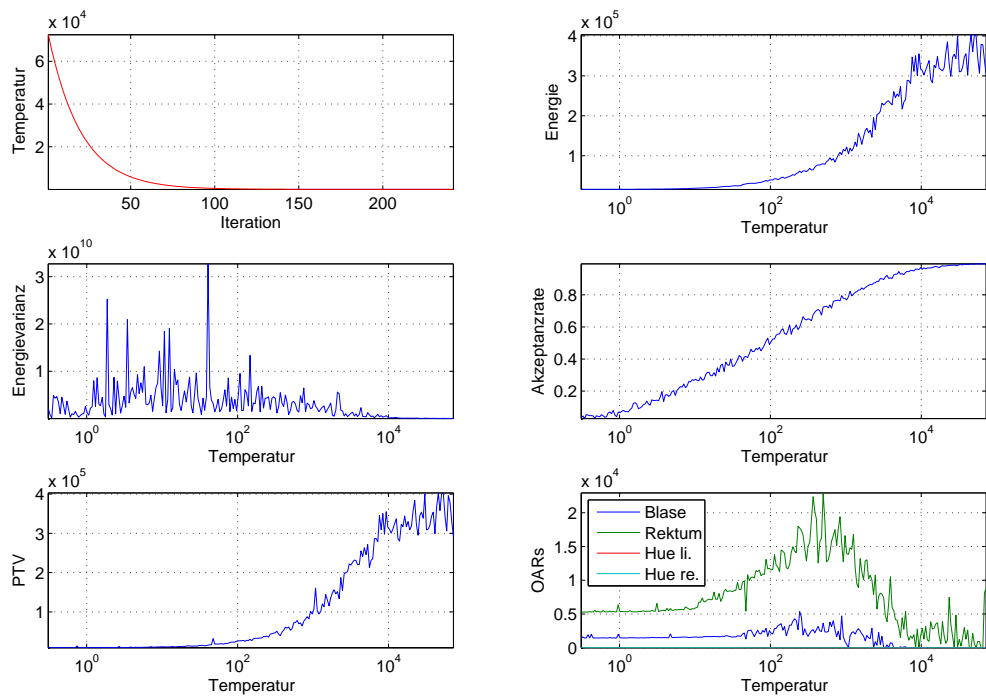 x 10^4
Temperatur
6
4
2
50 100 150 200
Iteration
x 10^5
Energie
4
3
2
1
10^0 10^2 10^4
Temperatur
x 10^10
Energievarianz
3
2
1
10^0 10^2 10^4
Temperatur
Akzeptanzrate
0.8
0.6
0.4
0.2
10^0 10^2 10^4
Temperatur
x 10^5
PTV
4
3
2
1
10^0 10^2 10^4
Temperatur
x 10^4
OARs
2
1.5
1
0.5
0
Blase
Rektum
Hue li.
Hue re.
10^0 10^2 10^4
Temperatur